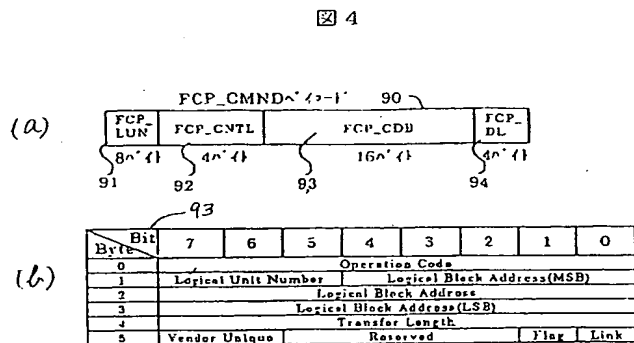 図4
FCP_CMNDペイロード 90
(a)
FCP_LUN FCP_CNTL FCP_CDB FCP_DL
8バイト 4バイト 16バイト 4バイト
91 92 93 94
93
(b)
Byte Bit 7 6 5 4 3 2 1 0
0 Operation Code
1 Logical Unit Number Logical Block Address(MSB)
2 Logical Block Address
3 Logical Block Address(LSB)
4 Transfer Length
5 Vendor Unique Reserved Flag Link